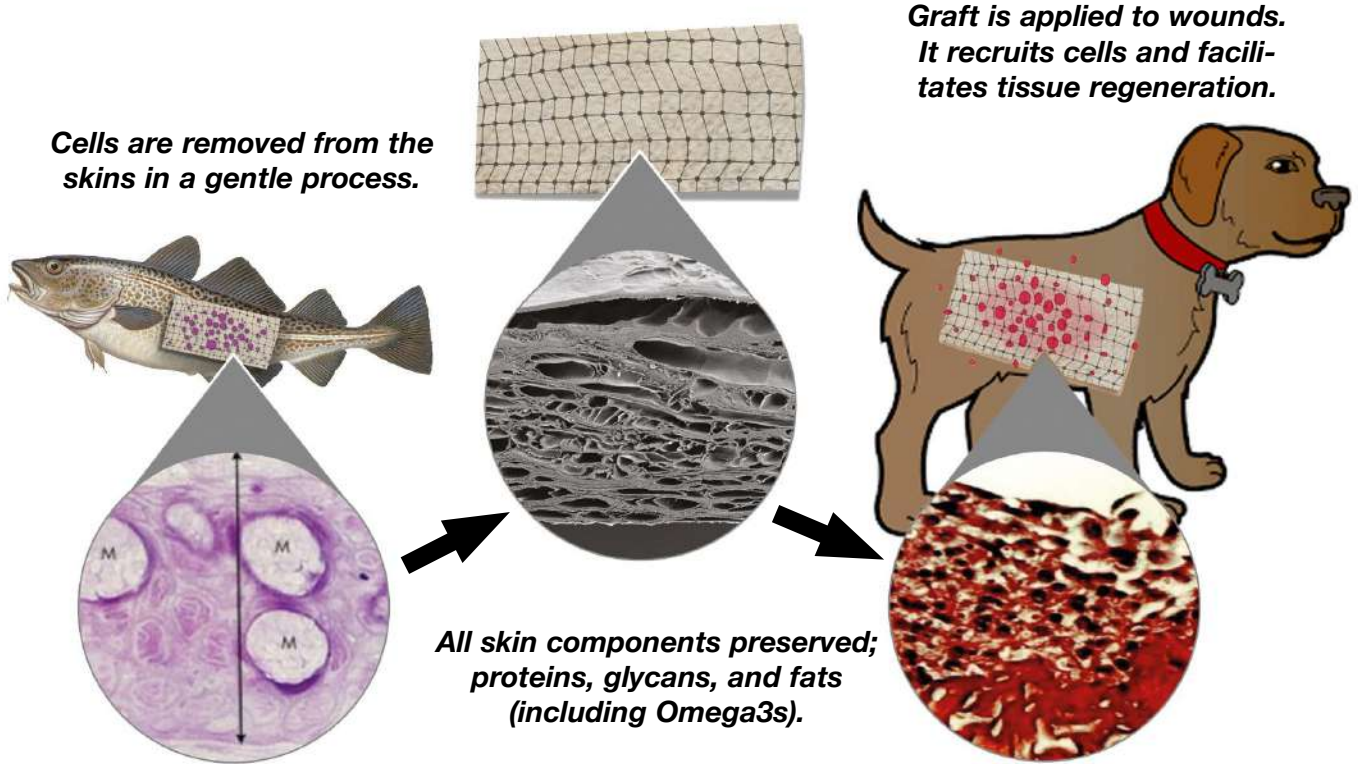 Cells are removed from the
skins in a gentle process.
M
M
M
All skin components preserved;
proteins, glycans, and fats
(including Omega3s).
Graft is applied to wounds.
It recruits cells and facili-
tates tissue regeneration.